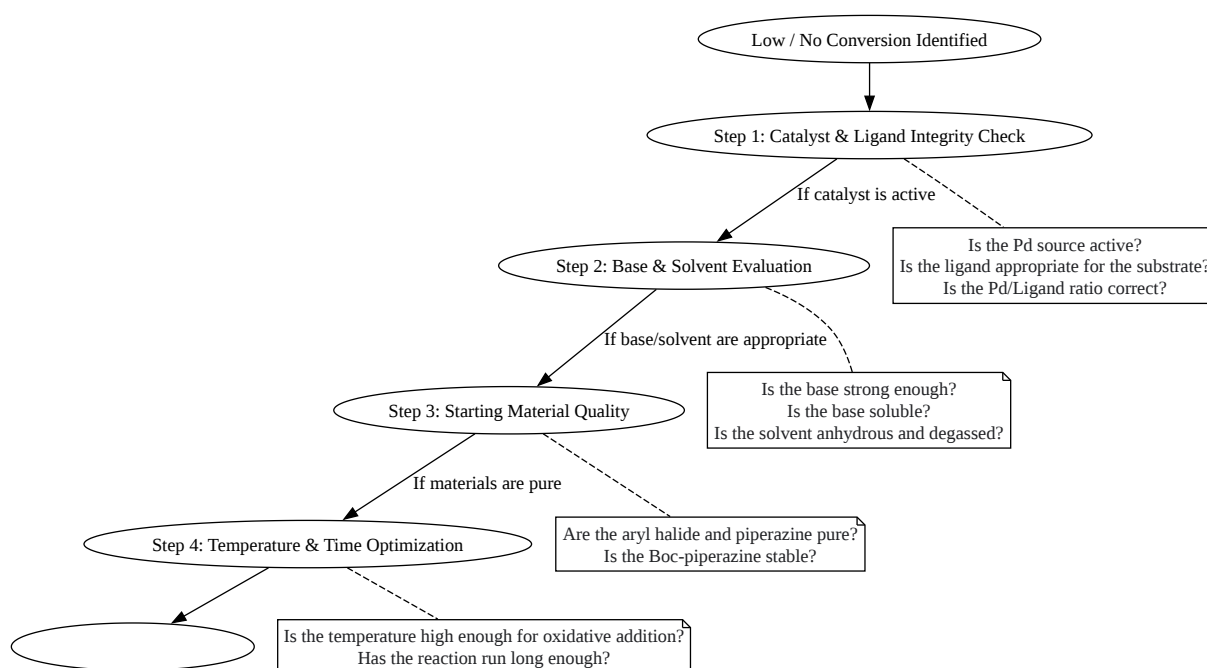 Low / No Conversion Identified
Step 1: Catalyst & Ligand Integrity Check
If catalyst is active
Is the Pd source active?
Is the ligand appropriate for the substrate?
Is the Pd/Ligand ratio correct?
Step 2: Base & Solvent Evaluation
If base/solvent are appropriate
Is the base strong enough?
Is the base soluble?
Is the solvent anhydrous and degassed?
Step 3: Starting Material Quality
If materials are pure
Are the aryl halide and piperazine pure?
Is the Boc-piperazine stable?
Step 4: Temperature & Time Optimization
Is the temperature high enough for oxidative addition?
Has the reaction run long enough?